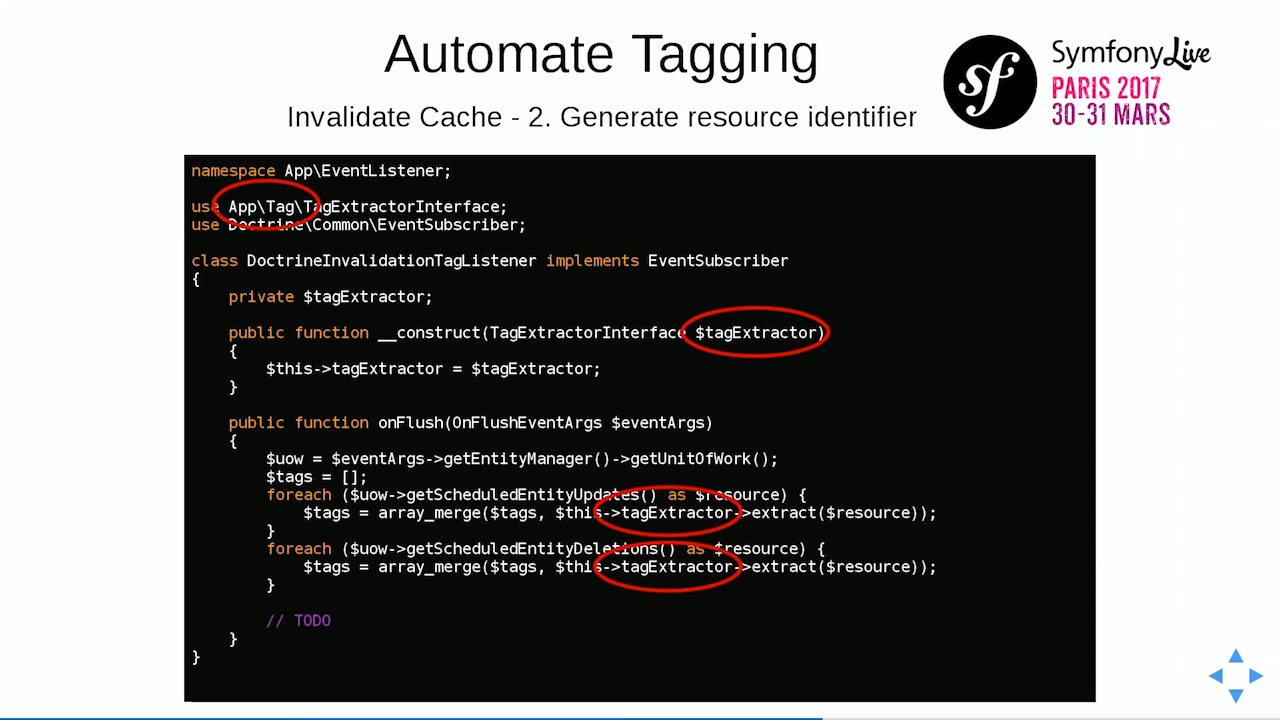 Automate Tagging
SymfonyLive
PARIS 2017
30-31 MARS
Invalidate Cache - 2. Generate resource identifier
sf
namespace App\EventListener;
use App\Tag\TagExtractorInterface;
use Doctrine\Common\EventSubscriber;
class DoctrineInvalidationTagListener implements EventSubscriber
{
    private $tagExtractor;
    public function __construct(TagExtractorInterface $tagExtractor)
    {
        $this->tagExtractor = $tagExtractor;
    }
    public function onFlush(OnFlushEventArgs $eventArgs)
    {
        $uow = $eventArgs->getEntityManager()->getUnitOfWork();
        $tags = [];
        foreach ($uow->getScheduledEntityUpdates() as $resource) {
            $tags = array_merge($tags, $this->tagExtractor->extract($resource));
        }
        foreach ($uow->getScheduledEntityDeletions() as $resource) {
            $tags = array_merge($tags, $this->tagExtractor->extract($resource));
        }
        // TODO
    }
}